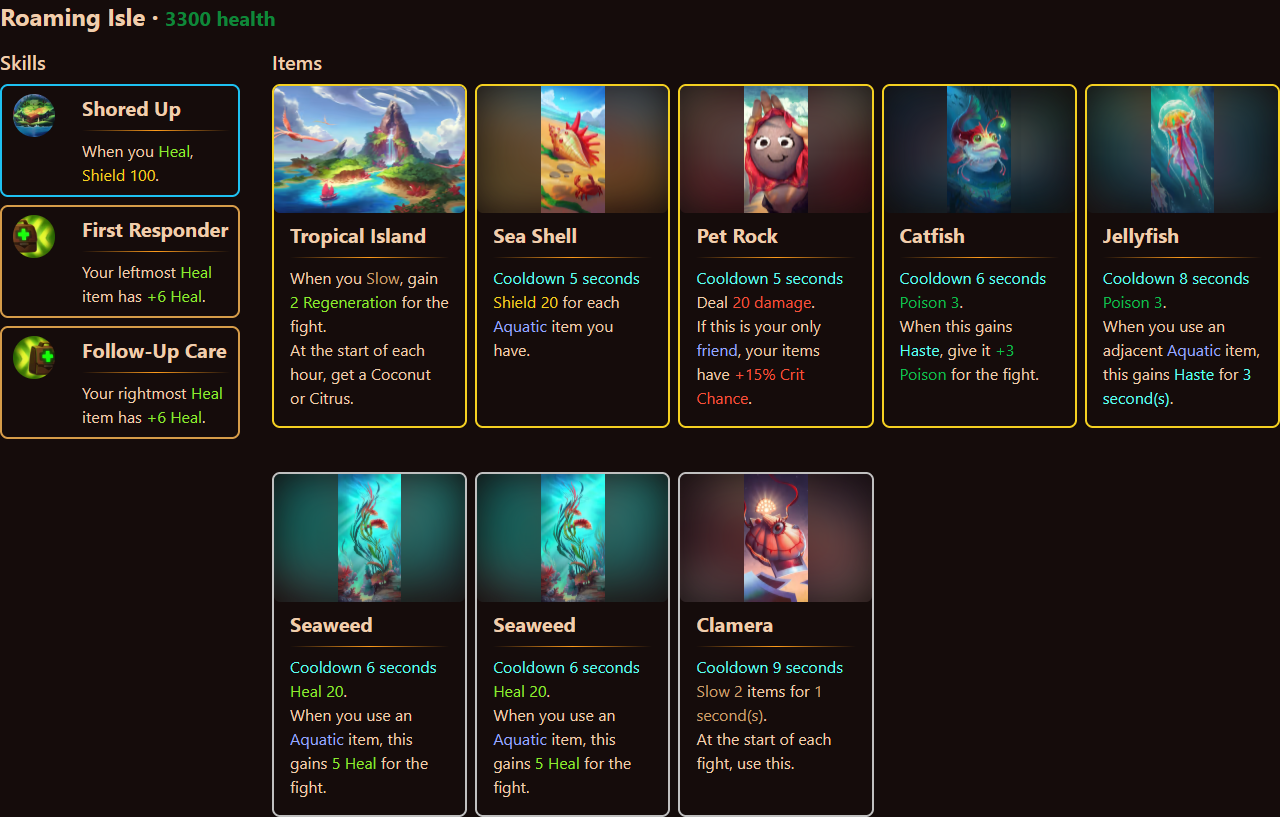 Roaming Isle · 3300 health
Skills
Shored Up
When you Heal,
Shield 100.
First Responder
Your leftmost Heal
item has +6 Heal.
Follow-Up Care
Your rightmost Heal
item has +6 Heal.
Items
Tropical Island
When you Slow, gain
2 Regeneration for the
fight.
At the start of each
hour, get a Coconut
or Citrus.
Sea Shell
Cooldown 5 seconds
Shield 20 for each
Aquatic item you
have.
Pet Rock
Cooldown 5 seconds
Deal 20 damage.
If this is your only
friend, your items
have +15% Crit
Chance.
Catfish
Cooldown 6 seconds
Poison 3.
When this gains
Haste, give it +3
Poison for the fight.
Jellyfish
Cooldown 8 seconds
Poison 3.
When you use an
adjacent Aquatic item,
this gains Haste for 3
second(s).
Seaweed
Cooldown 6 seconds
Heal 20.
When you use an
Aquatic item, this
gains 5 Heal for the
fight.
Seaweed
Cooldown 6 seconds
Heal 20.
When you use an
Aquatic item, this
gains 5 Heal for the
fight.
Clamera
Cooldown 9 seconds
Slow 2 items for 1
second(s).
At the start of each
fight, use this.